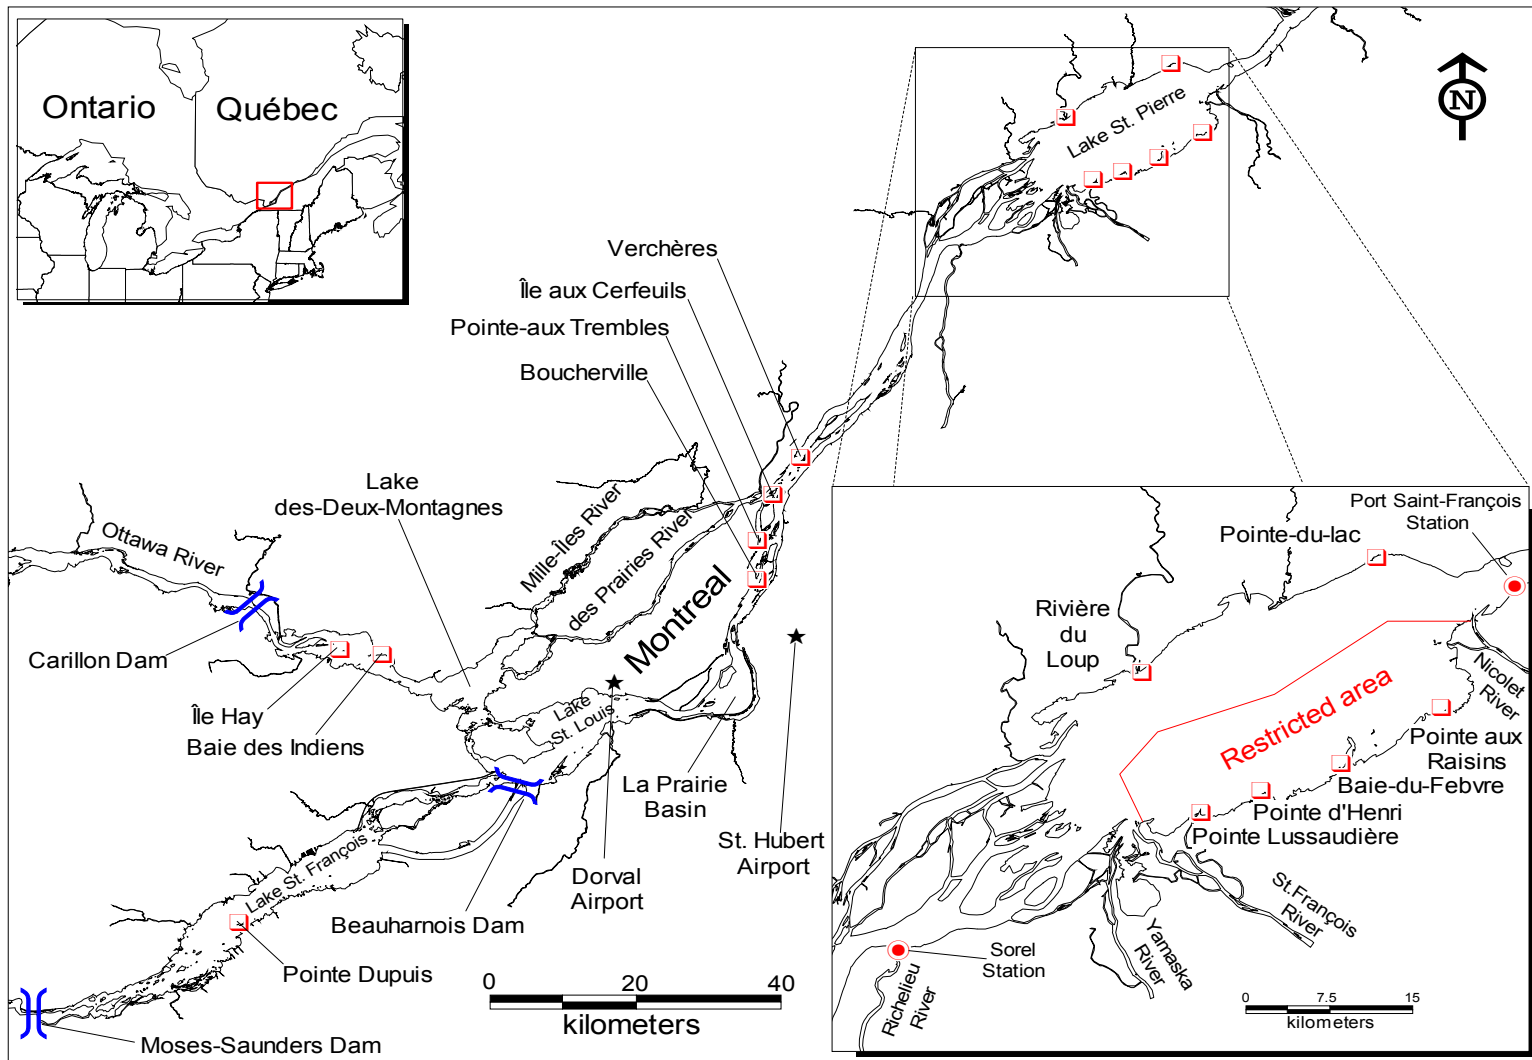 Ontario
Québec
N
Lake St. Pierre
Verchères
Île aux Cerfeuils
Pointe-aux Trembles
Boucherville
Lake
des-Deux-Montagnes
Ottawa River
Mille-Îles River
des Prairies River
Montreal
Carillon Dam
Île Hay
Baie des Indiens
Lake
St. Louis
La Prairie
Basin
St. Hubert
Airport
Dorval
Airport
Lake St. François
Beauharnois Dam
Pointe Dupuis
Moses-Saunders Dam
0 20 40
kilometers
Port Saint-François
Station
Pointe-du-lac
Rivière
du
Loup
Nicolet
River
Restricted area
Pointe aux
Raisins
Baie-du-Febvre
Pointe d'Henri
Pointe Lussaudière
St.François
River
Yamaska
River
Sorel
Station
Richelieu
River
0 7.5 15
kilometers